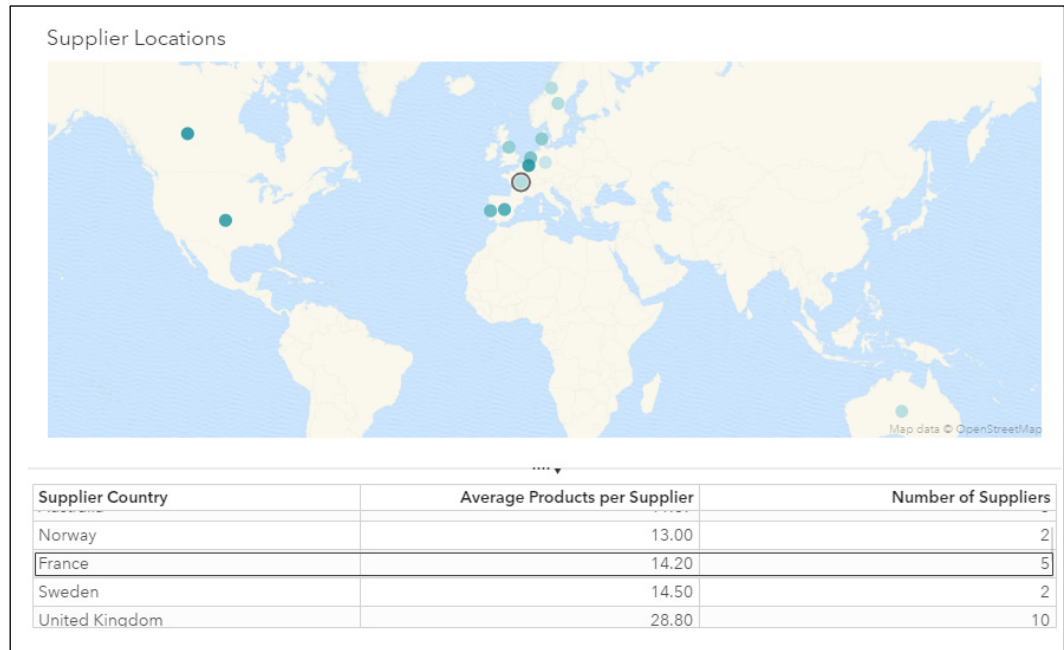 Supplier Locations
Map data © OpenStreetMap
Supplier Country Average Products per Supplier Number of Suppliers
Norway 13.00 2
France 14.20 5
Sweden 14.50 2
United Kingdom 28.80 10